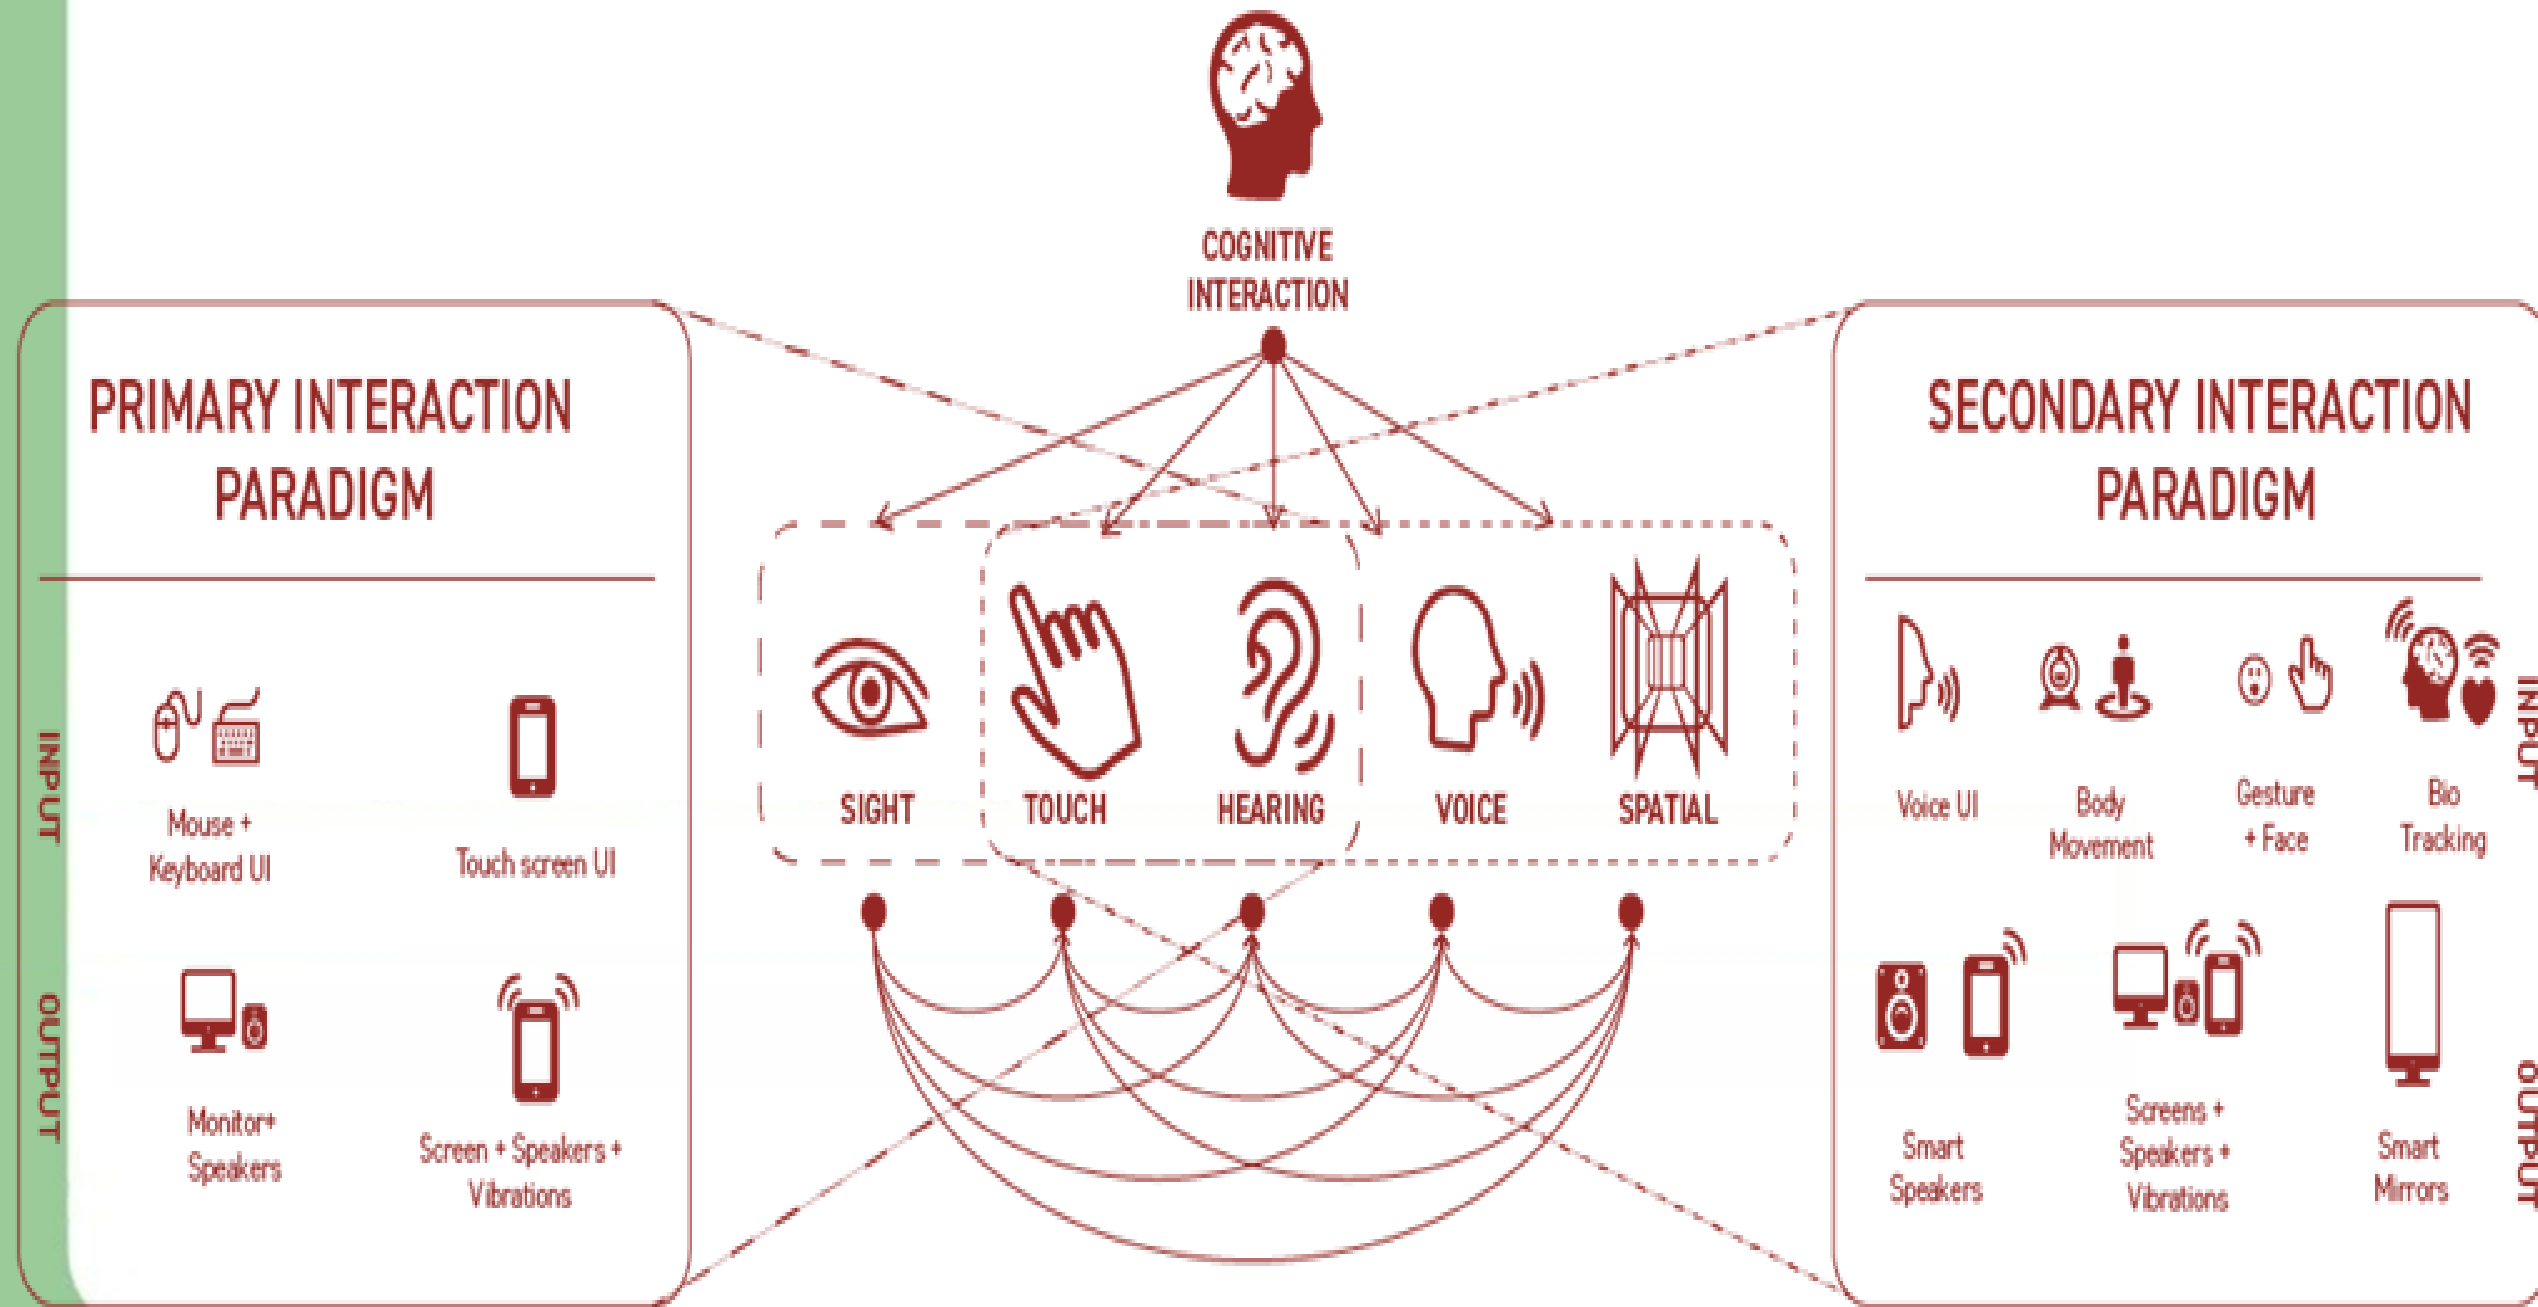 COGNITIVE
INTERACTION
PRIMARY INTERACTION
PARADIGM
INPUT
Mouse +
Keyboard UI
Touch screen UI
OUTPUT
Monitor+
Speakers
Screen + Speakers +
Vibrations
SIGHT
TOUCH
HEARING
VOICE
SPATIAL
SECONDARY INTERACTION
PARADIGM
INPUT
Voice UI
Body
Movement
Gesture
+ Face
Bio
Tracking
OUTPUT
Smart
Speakers
Screens +
Speakers +
Vibrations
Smart
Mirrors